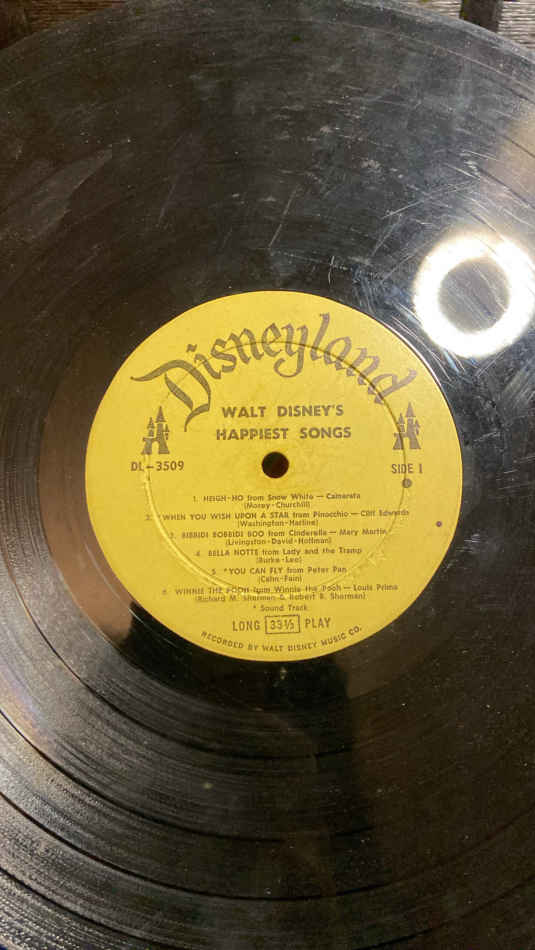 Disneyland
WALT DISNEY'S
HAPPIEST SONGS
DL-3509
SIDE 1
1. HEIGH-HO from Snow White — Camarata
(Morey-Churchill)
2. *WHEN YOU WISH UPON A STAR from Pinocchio — Cliff Edwards
(Washington-Harline)
3. BIBBIDI BOBBIDI BOO from Cinderella — Mary Martin
(Livingston-David-Hoffman)
4. BELLA NOTTE from Lady and the Tramp
(Burke-Lee)
5. *YOU CAN FLY from Peter Pan
(Cahn-Fain)
6. WINNIE THE POOH from Winnie the Pooh — Louis Prima
(Richard M. Sherman & Robert B. Sherman)
* Sound Track
LONG 33⅓ PLAY
RECORDED BY WALT DISNEY MUSIC CO.